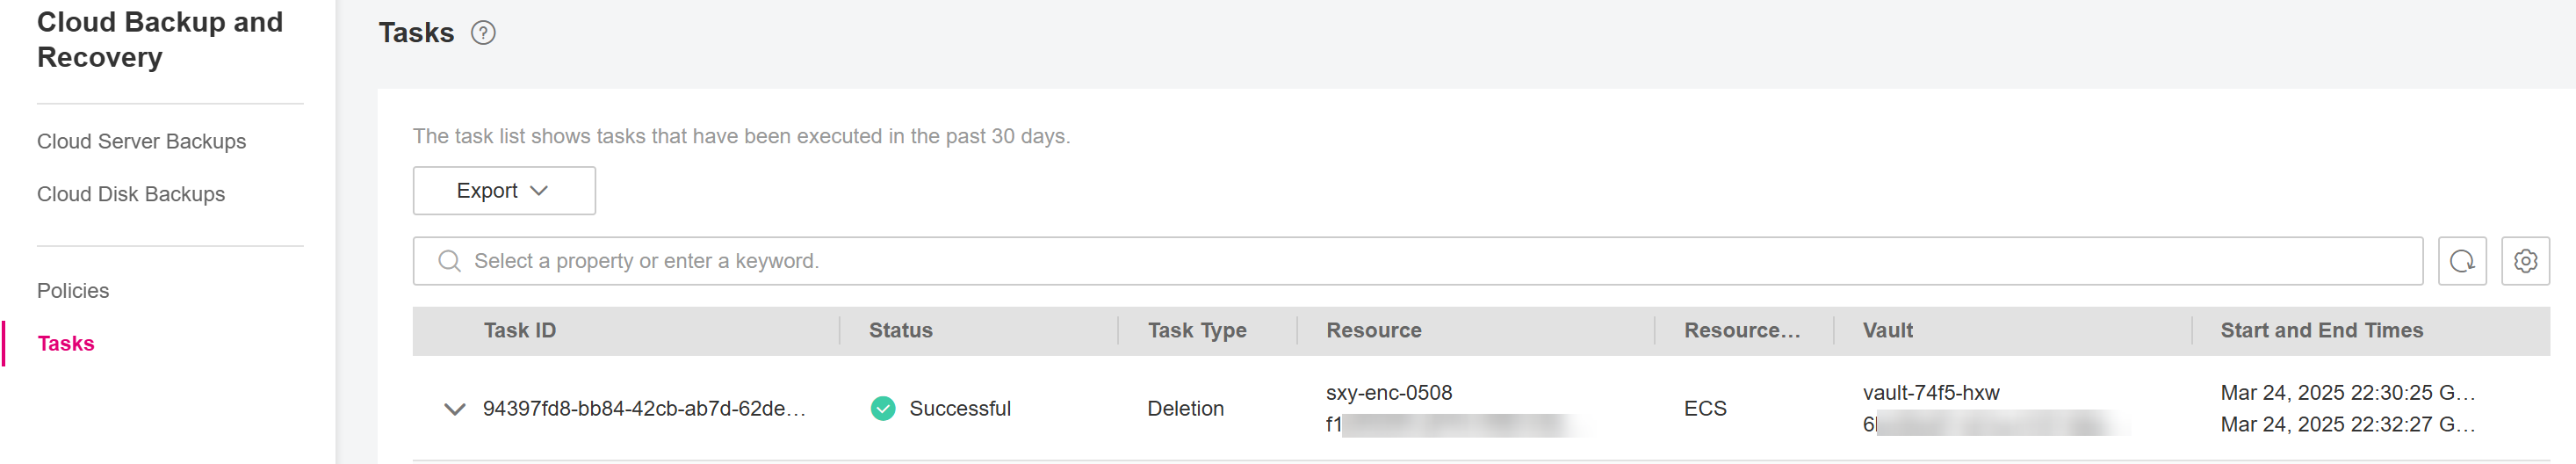 Cloud Backup and
Recovery
Cloud Server Backups
Cloud Disk Backups
Policies
Tasks
Tasks ?
The task list shows tasks that have been executed in the past 30 days.
Export
Select a property or enter a keyword.
Task ID Status Task Type Resource Resource... Vault Start and End Times
94397fd8-bb84-42cb-ab7d-62de... Successful Deletion sxy-enc-0508 ECS vault-74f5-hxw Mar 24, 2025 22:30:25 G...
f1 6 Mar 24, 2025 22:32:27 G...